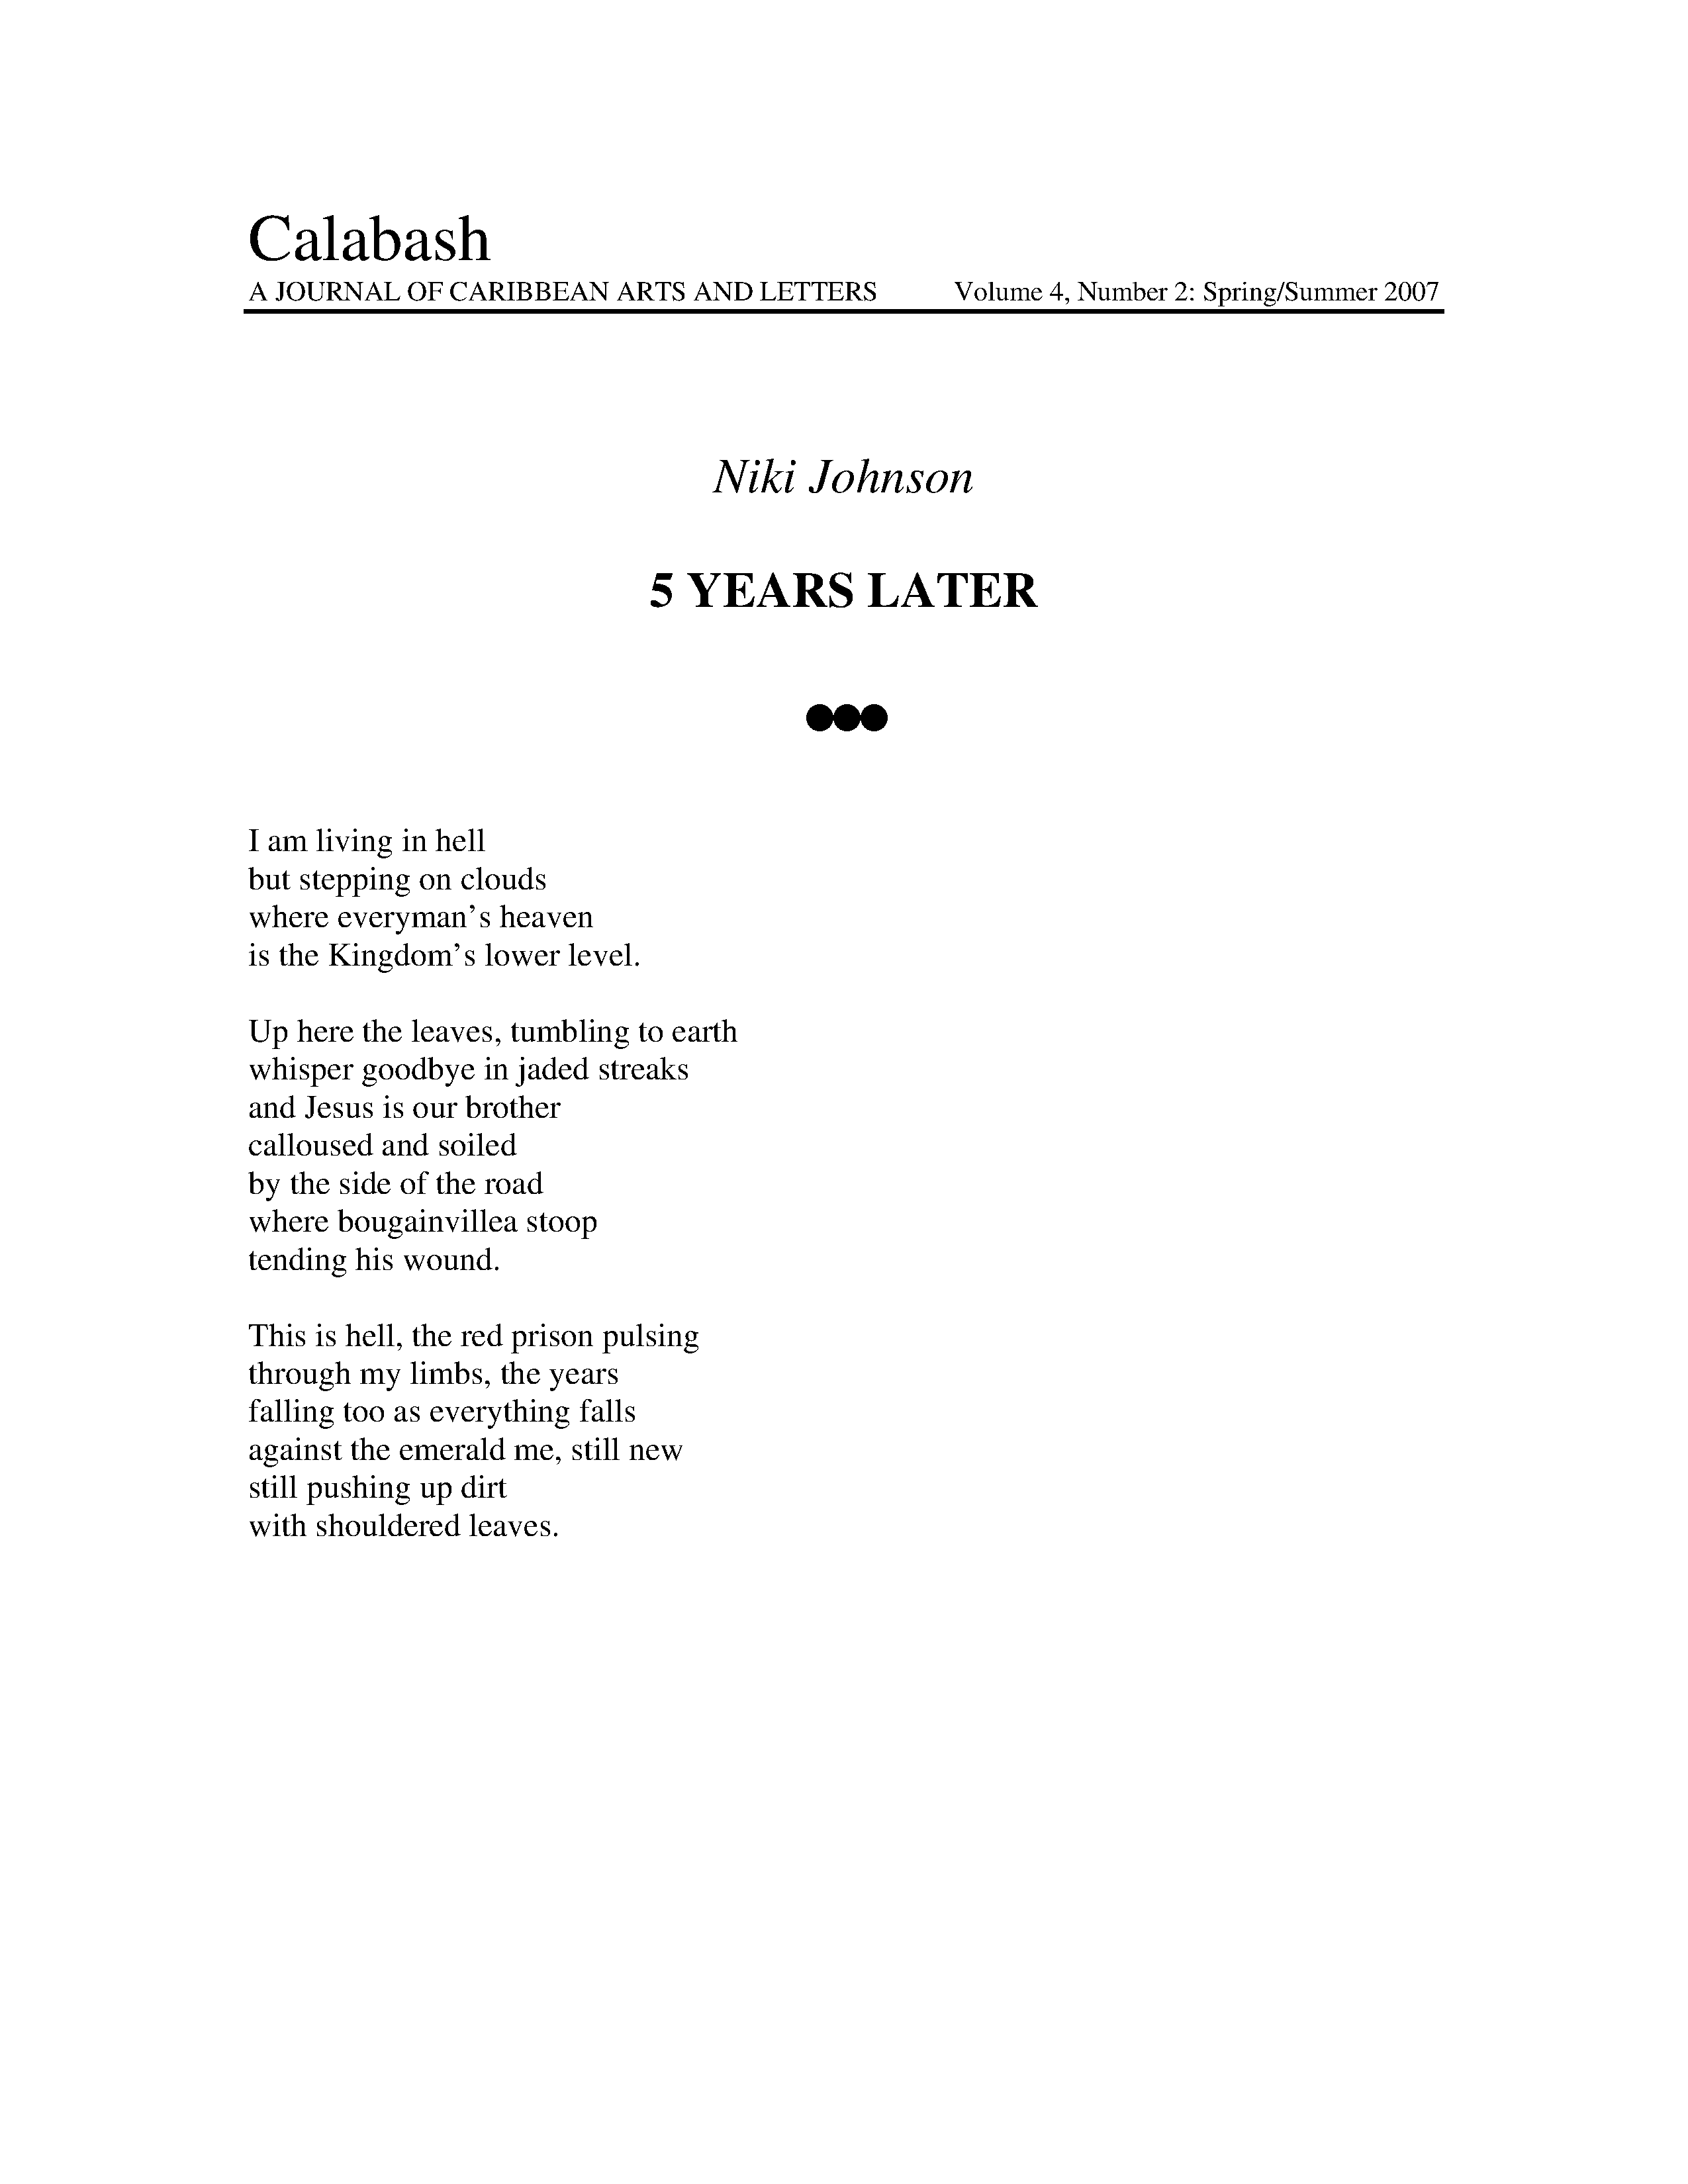 Calabash
A JOURNAL OF CARIBBEAN ARTS AND LETTERS Volume 4, Number 2: Spring/Summer 2007
Niki Johnson
5 YEARS LATER
●●●
I am living in hell
but stepping on clouds
where everyman’s heaven
is the Kingdom’s lower level.

Up here the leaves, tumbling to earth
whisper goodbye in jaded streaks
and Jesus is our brother
calloused and soiled
by the side of the road
where bougainvillea stoop
tending his wound.

This is hell, the red prison pulsing
through my limbs, the years
falling too as everything falls
against the emerald me, still new
still pushing up dirt
with shouldered leaves.